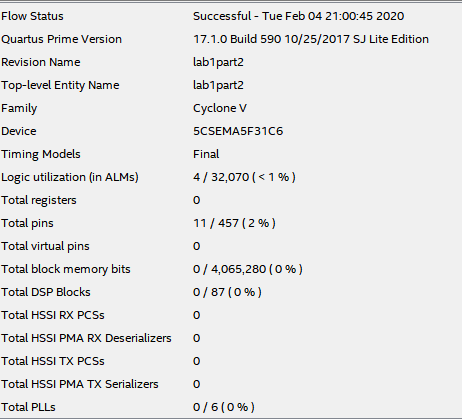 Flow Status Successful - Tue Feb 04 21:00:45 2020
Quartus Prime Version 17.1.0 Build 590 10/25/2017 SJ Lite Edition
Revision Name lab1part2
Top-level Entity Name lab1part2
Family Cyclone V
Device 5CSEMA5F31C6
Timing Models Final
Logic utilization (in ALMs) 4 / 32,070 ( < 1 % )
Total registers 0
Total pins 11 / 457 ( 2 % )
Total virtual pins 0
Total block memory bits 0 / 4,065,280 ( 0 % )
Total DSP Blocks 0 / 87 ( 0 % )
Total HSSI RX PCSs 0
Total HSSI PMA RX Deserializers 0
Total HSSI TX PCSs 0
Total HSSI PMA TX Serializers 0
Total PLLs 0 / 6 ( 0 % )